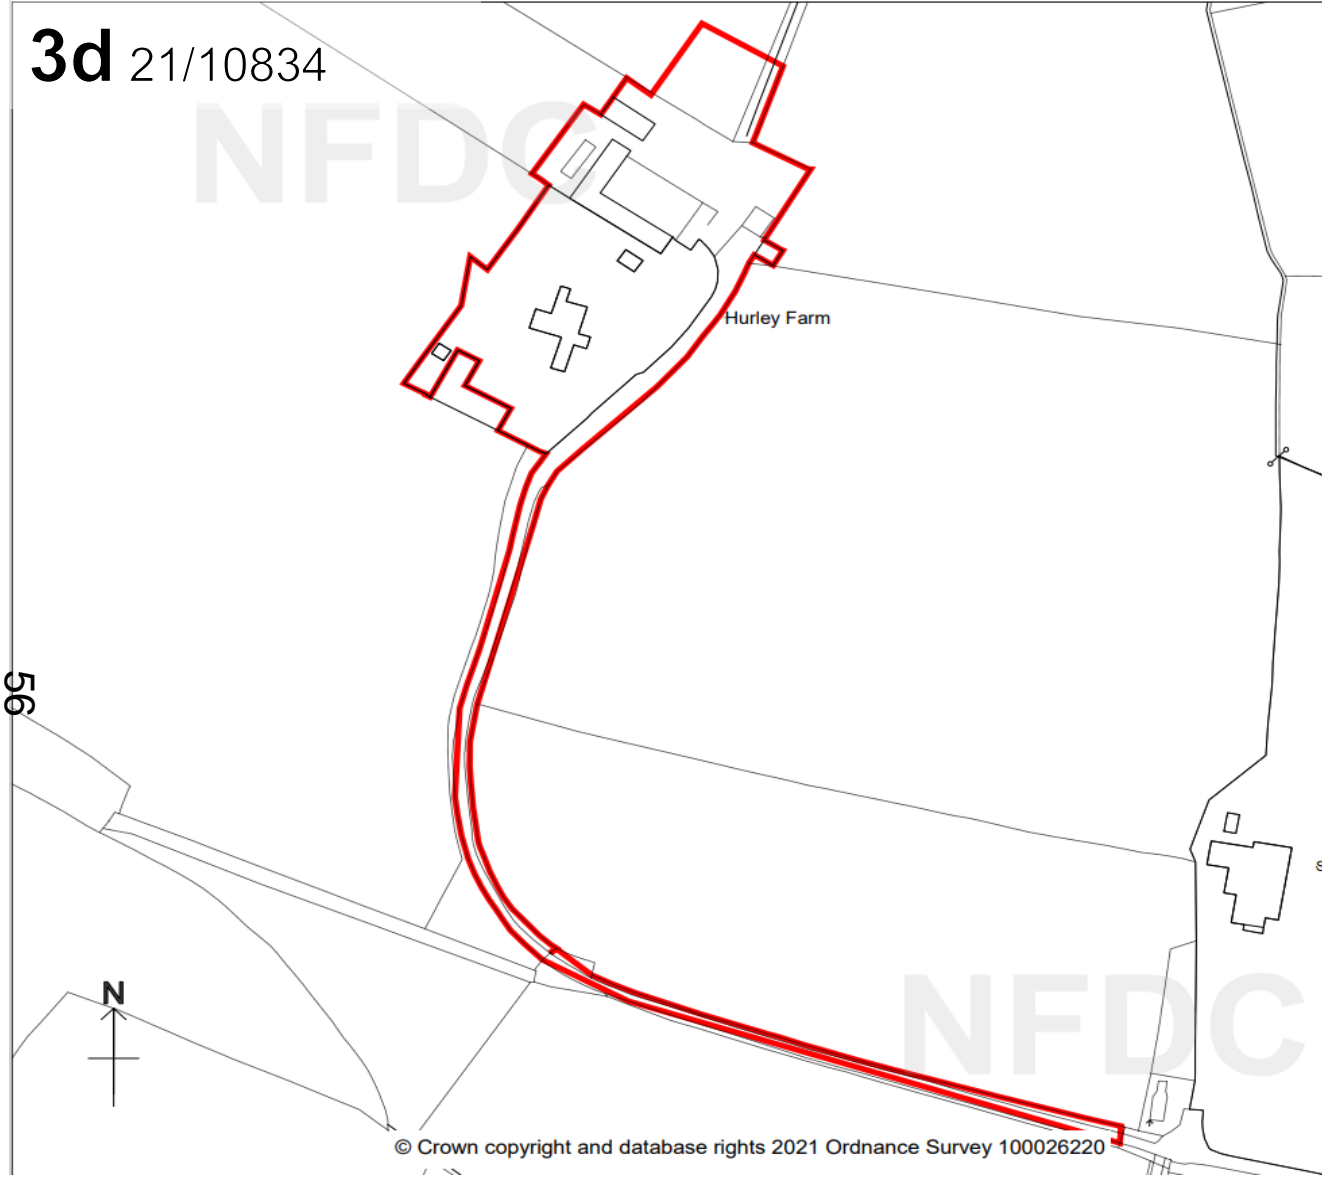 3d 21/10834
NFDC
Hurley Farm
56
s
N
NFDC
© Crown copyright and database rights 2021 Ordnance Survey 100026220